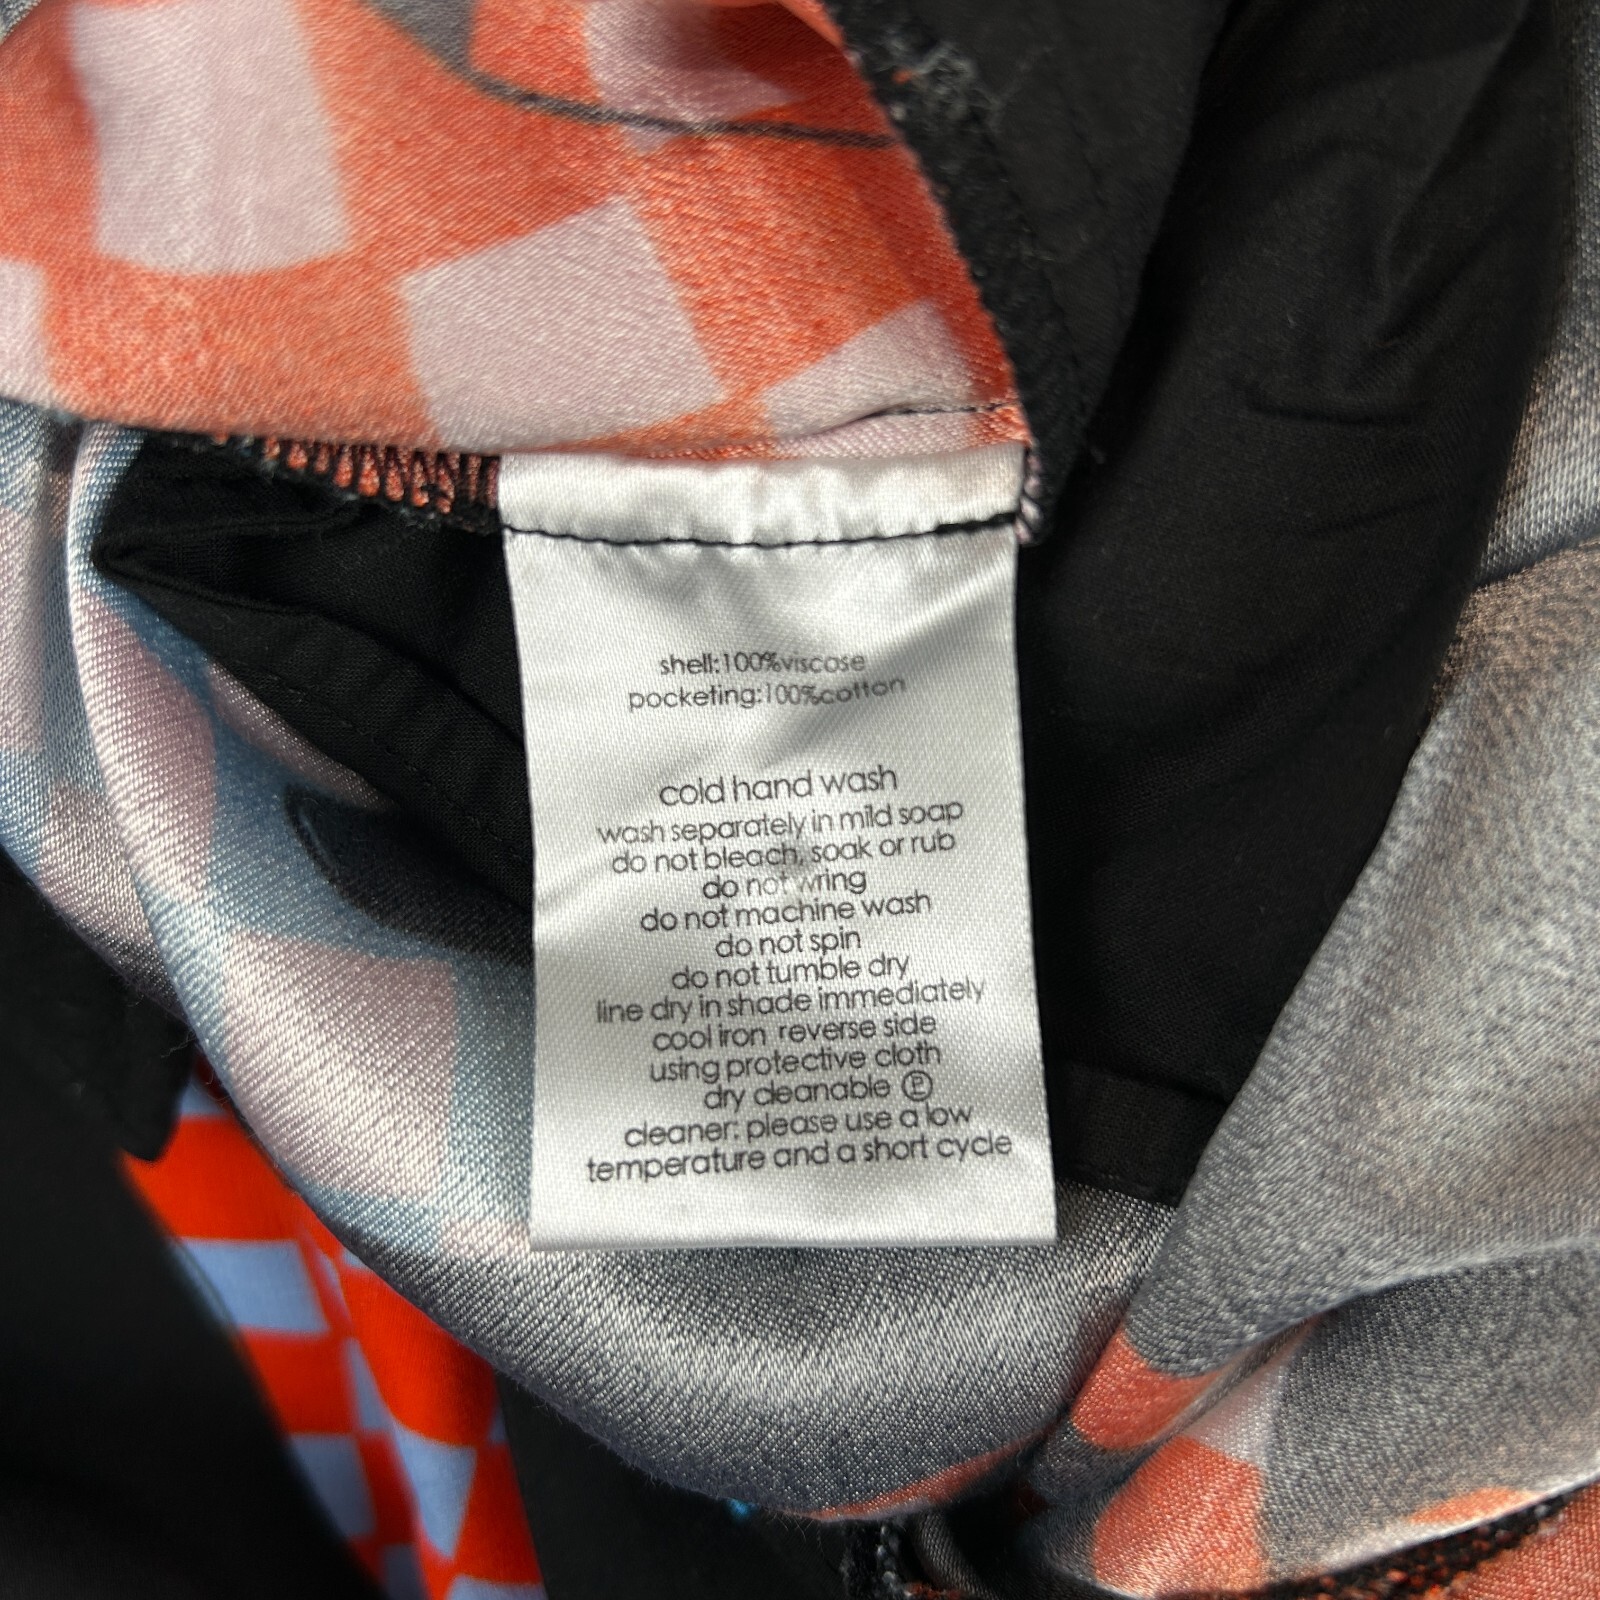 shell:100%viscose
pocketing:100%cotton
cold hand wash
wash separately in mild soap
do not bleach, soak or rub
do not wring
do not machine wash
do not spin
do not tumble dry
line dry in shade immediately
cool iron reverse side
using protective cloth
dry cleanable Ⓟ
cleaner: please use a low
temperature and a short cycle